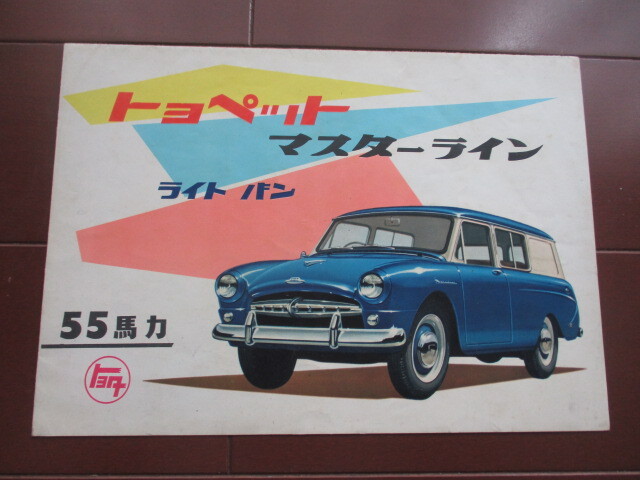 トヨペット
マスターライン
ライト バン
55馬力
トヨタ